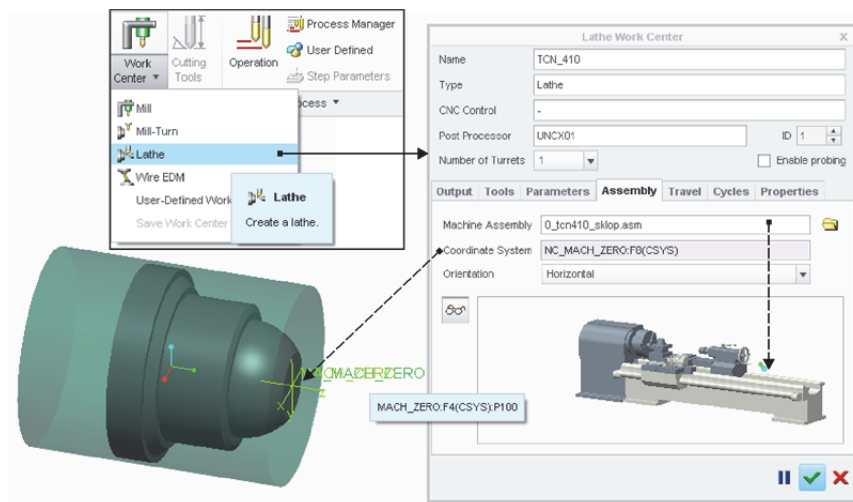 Work Center
Cutting Tools
Operation
Process Manager
User Defined
Step Parameters
ocess
Mill
Mill-Turn
Lathe
Wire EDM
User-Defined Work
Save Work Center
Lathe
Create a lathe.
Lathe Work Center
Name TCN_410
Type Lathe
CNC Control -
Post Processor UNCX01 ID 1
Number of Turrets 1 Enable probing
Output Tools Parameters Assembly Travel Cycles Properties
Machine Assembly 0_tcn410_sklop.asm
Coordinate System NC_MACH_ZERO:F8(CSYS)
Orientation Horizontal
X
Z
MACH_ZERO:F4(CSYS):P100